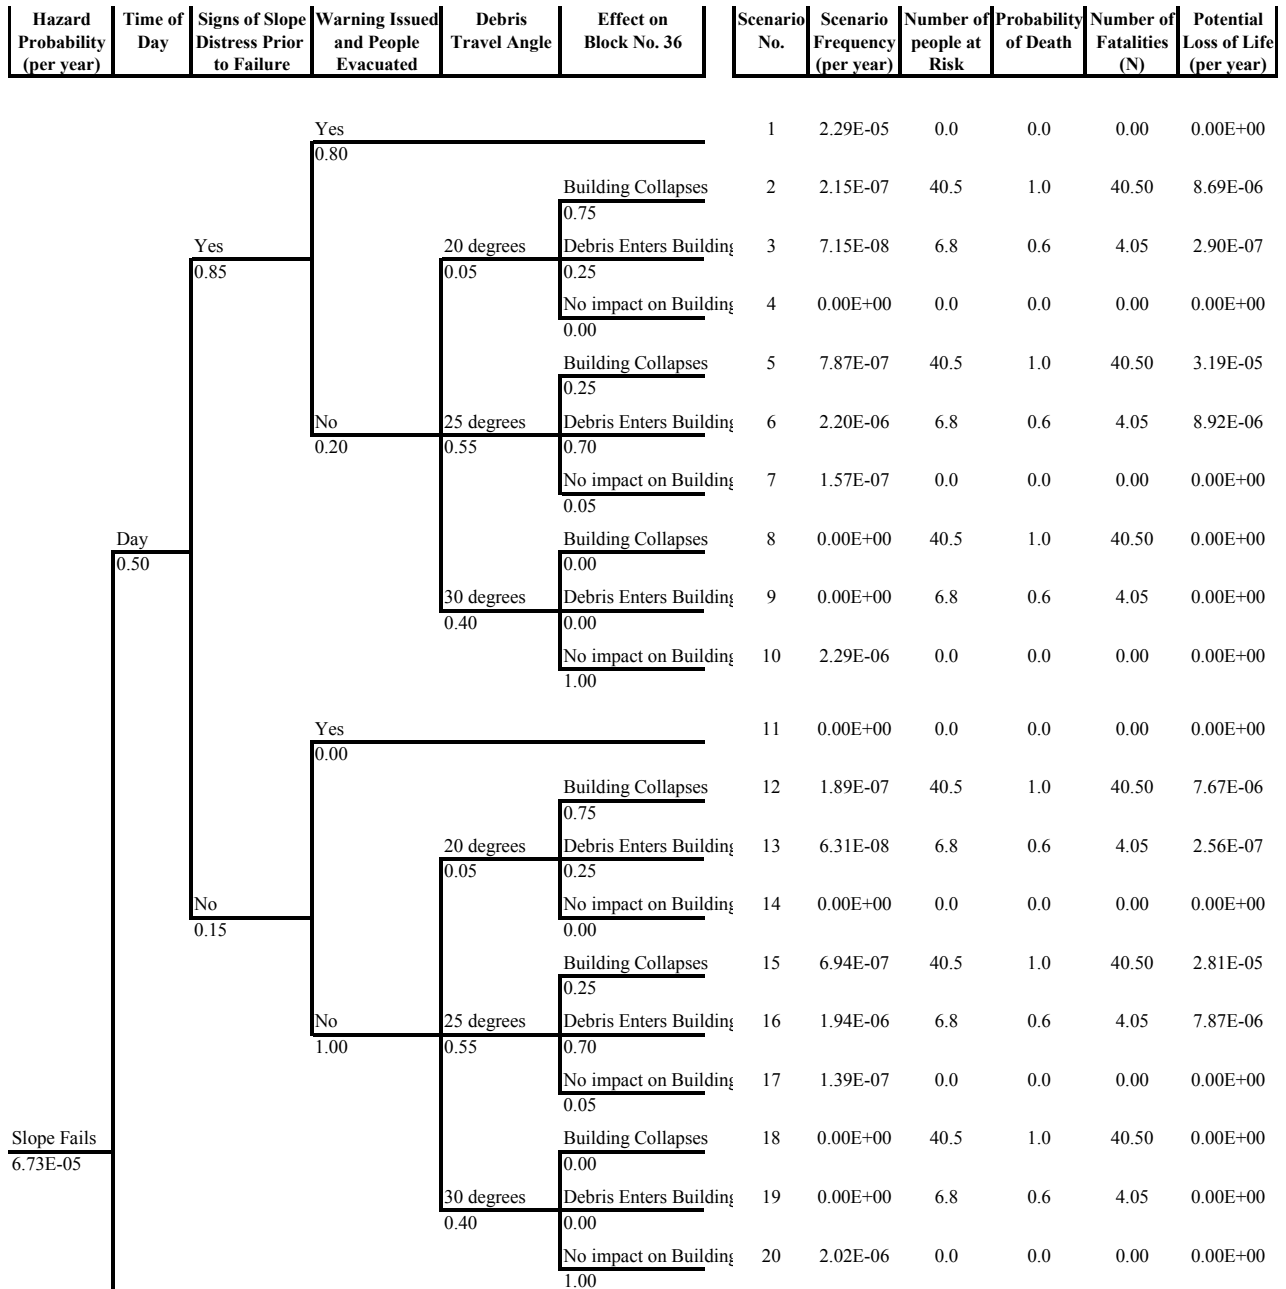 Hazard Probability (per year) Time of Day Signs of Slope Distress Prior to Failure Warning Issued and People Evacuated Debris Travel Angle Effect on Block No. 36 Scenario No. Scenario Frequency (per year) Number of people at Risk Probability of Death Number of Fatalities (N) Potential Loss of Life (per year)
Yes 1 2.29E-05 0.0 0.0 0.00 0.00E+00
0.80
Building Collapses 2 2.15E-07 40.5 1.0 40.50 8.69E-06
0.75
Yes 20 degrees Debris Enters Building 3 7.15E-08 6.8 0.6 4.05 2.90E-07
0.85 0.05 0.25
No impact on Building 4 0.00E+00 0.0 0.0 0.00 0.00E+00
0.00
Building Collapses 5 7.87E-07 40.5 1.0 40.50 3.19E-05
0.25
No 25 degrees Debris Enters Building 6 2.20E-06 6.8 0.6 4.05 8.92E-06
0.20 0.55 0.70
No impact on Building 7 1.57E-07 0.0 0.0 0.00 0.00E+00
0.05
Day Building Collapses 8 0.00E+00 40.5 1.0 40.50 0.00E+00
0.50 0.00
30 degrees Debris Enters Building 9 0.00E+00 6.8 0.6 4.05 0.00E+00
0.40 0.00
No impact on Building 10 2.29E-06 0.0 0.0 0.00 0.00E+00
1.00
Yes 11 0.00E+00 0.0 0.0 0.00 0.00E+00
0.00
Building Collapses 12 1.89E-07 40.5 1.0 40.50 7.67E-06
0.75
20 degrees Debris Enters Building 13 6.31E-08 6.8 0.6 4.05 2.56E-07
0.05 0.25
No No impact on Building 14 0.00E+00 0.0 0.0 0.00 0.00E+00
0.15 0.00
Building Collapses 15 6.94E-07 40.5 1.0 40.50 2.81E-05
0.25
No 25 degrees Debris Enters Building 16 1.94E-06 6.8 0.6 4.05 7.87E-06
1.00 0.55 0.70
No impact on Building 17 1.39E-07 0.0 0.0 0.00 0.00E+00
0.05
Slope Fails Building Collapses 18 0.00E+00 40.5 1.0 40.50 0.00E+00
6.73E-05 0.00
30 degrees Debris Enters Building 19 0.00E+00 6.8 0.6 4.05 0.00E+00
0.40 0.00
No impact on Building 20 2.02E-06 0.0 0.0 0.00 0.00E+00
1.00